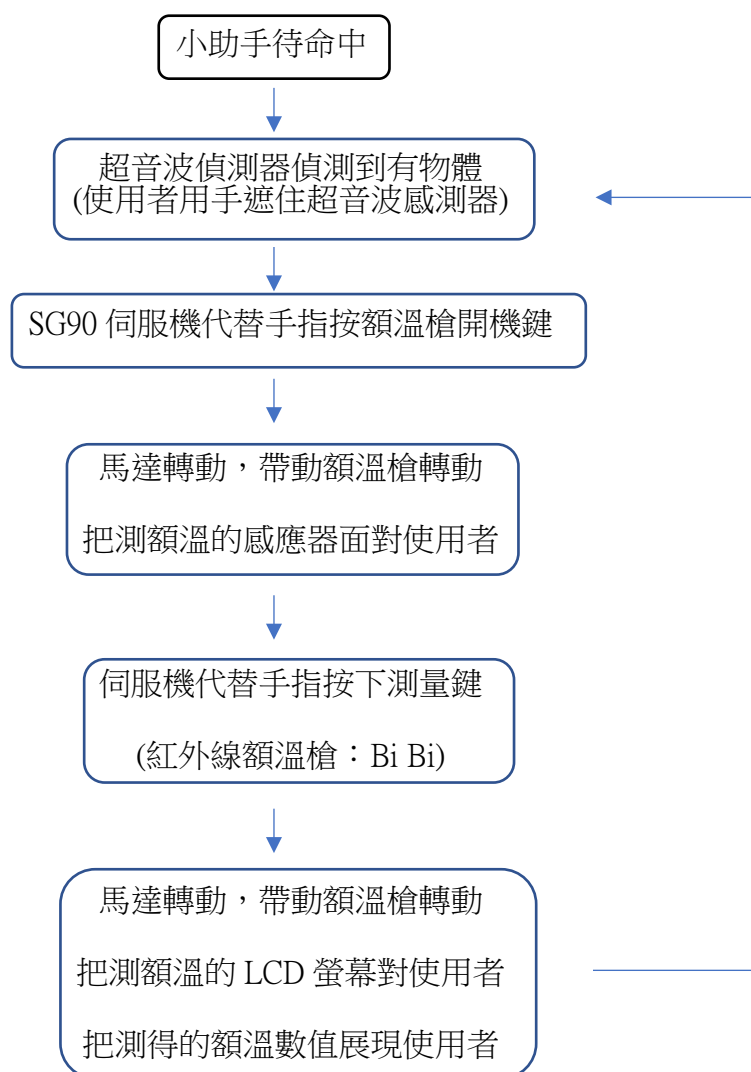 小助手待命中
超音波偵測器偵測到有物體
(使用者用手遮住超音波感測器)
SG90 伺服機代替手指按額溫槍開機鍵
馬達轉動，帶動額溫槍轉動
把測額溫的感應器面對使用者
伺服機代替手指按下測量鍵
(紅外線額溫槍：Bi Bi)
馬達轉動，帶動額溫槍轉動
把測額溫的 LCD 螢幕對使用者
把測得的額溫數值展現使用者